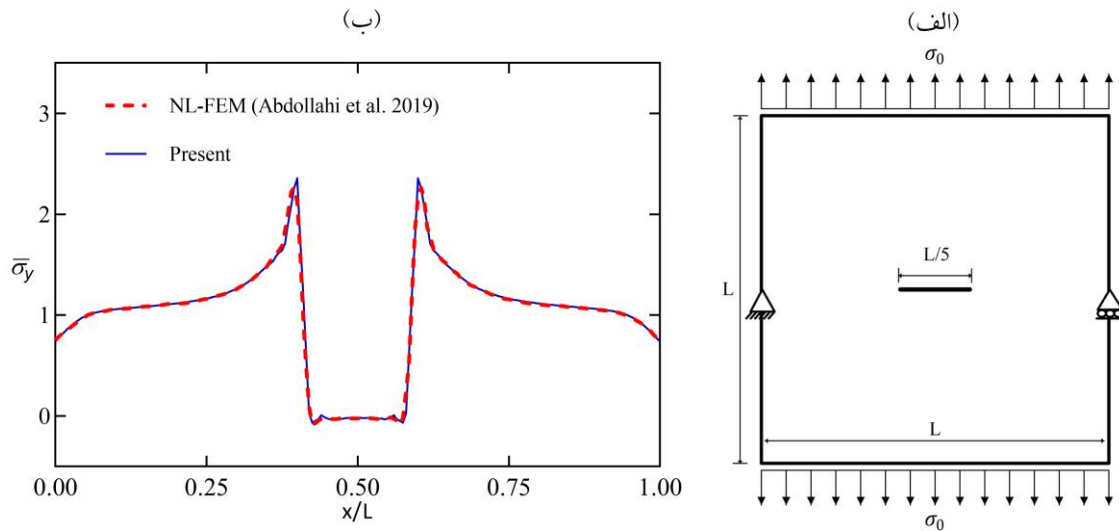 (ب)
3
2
1
0
σ̅y
NL-FEM (Abdollahi et al. 2019)
Present
0.00 0.25 0.50 0.75 1.00
x/L
(الف)
σ0
L/5
L
L
σ0